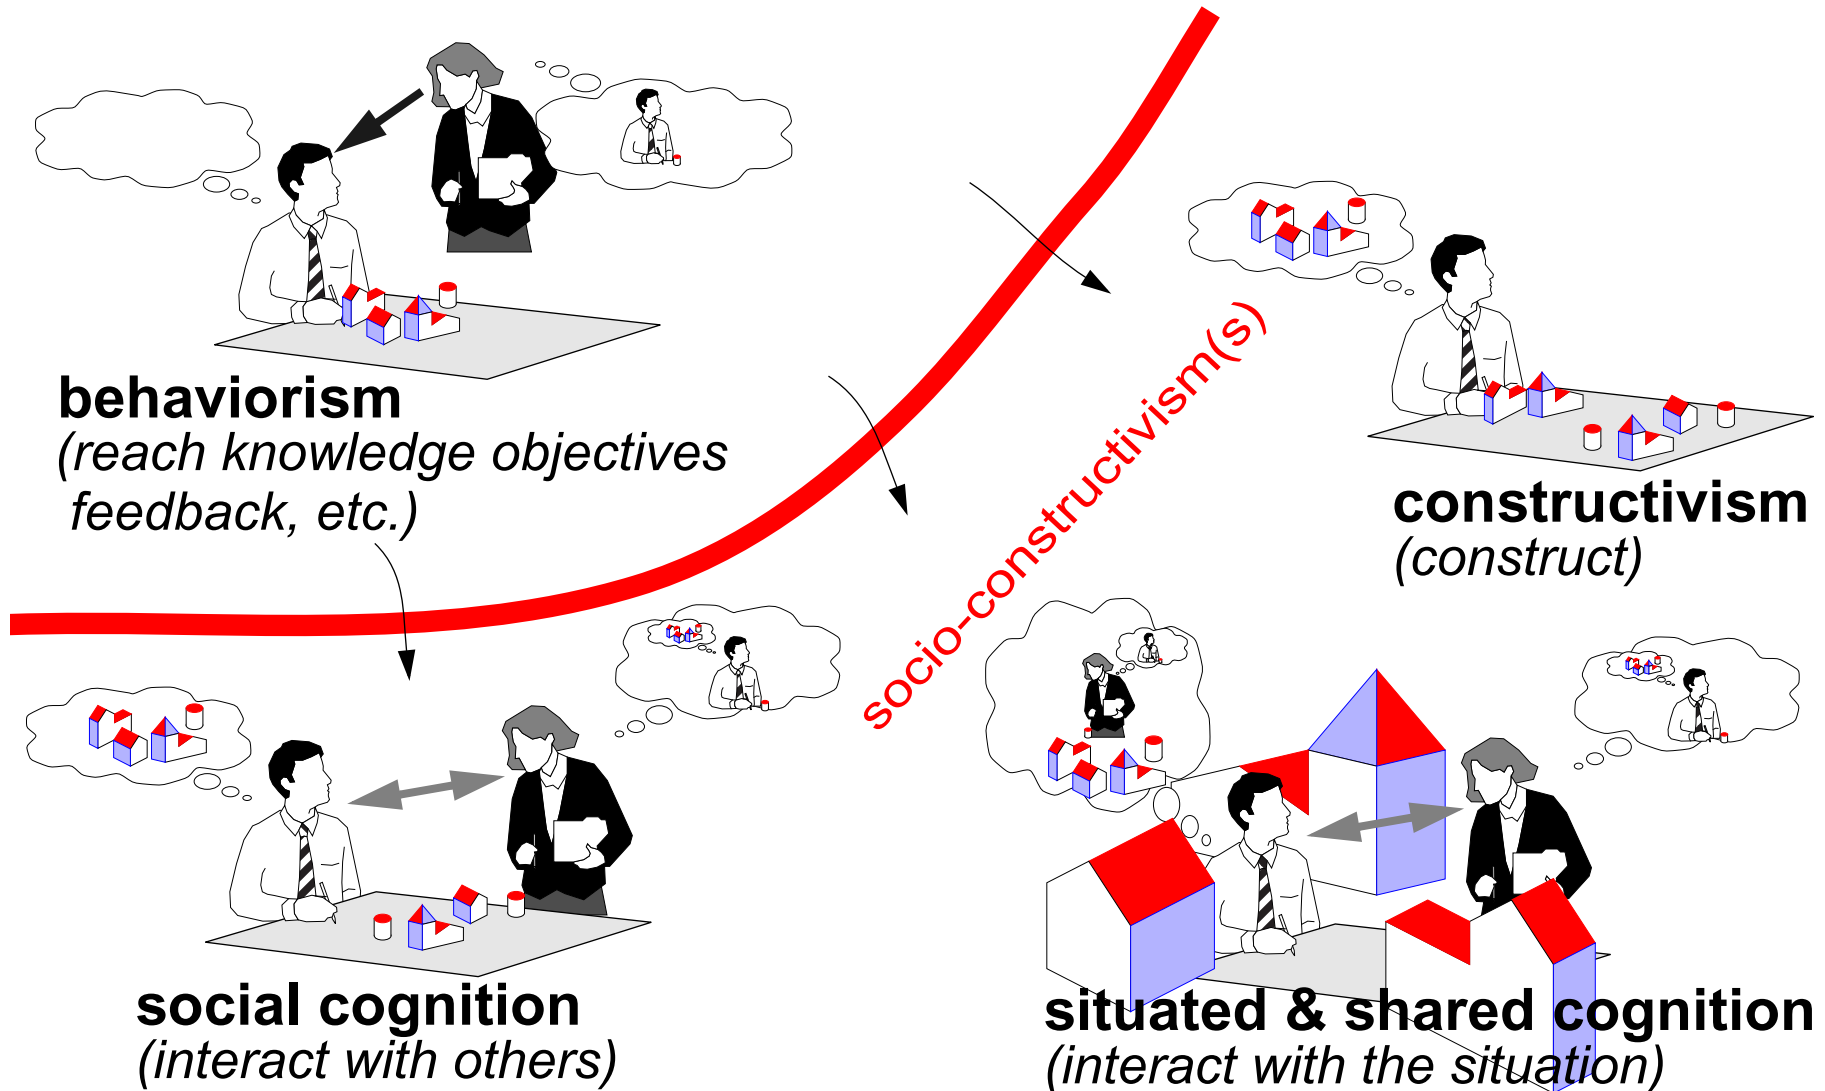 behaviorism
(reach knowledge objectives
feedback, etc.)
socio-constructivism(s)
constructivism
(construct)
social cognition
(interact with others)
situated & shared cognition
(interact with the situation)